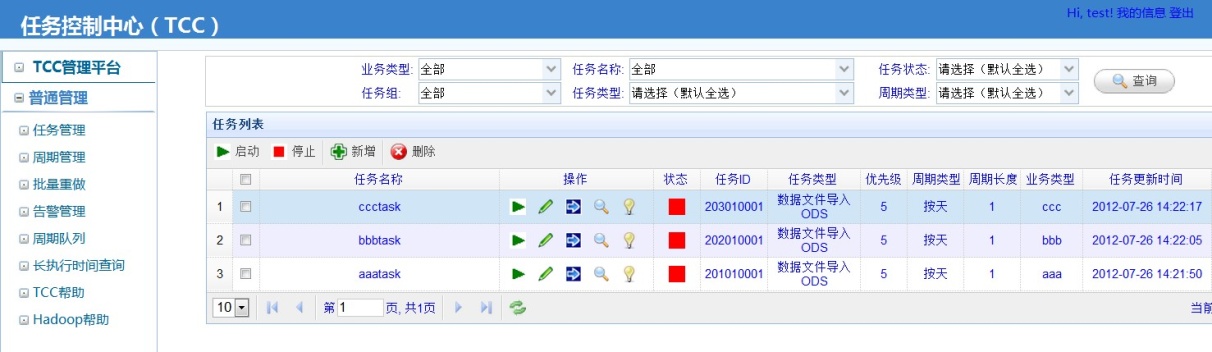 任务控制中心（TCC）
Hi, test! 我的信息 登出
TCC管理平台
普通管理
任务管理
周期管理
批量重做
告警管理
周期队列
长执行时间查询
TCC帮助
Hadoop帮助
业务类型: 全部 任务名称: 全部 任务状态: 请选择（默认全选）
任务组: 全部 任务类型: 请选择（默认全选） 周期类型: 请选择（默认全选）
查询
任务列表
启动 停止 新增 删除
任务名称 操作 状态 任务ID 任务类型 优先级 周期类型 周期长度 业务类型 任务更新时间
1 ccctask 203010001 数据文件导入ODS 5 按天 1 ccc 2012-07-26 14:22:17
2 bbbtask 202010001 数据文件导入ODS 5 按天 1 bbb 2012-07-26 14:22:05
3 aaatask 201010001 数据文件导入ODS 5 按天 1 aaa 2012-07-26 14:21:50
10 第 1 页, 共1页 当前